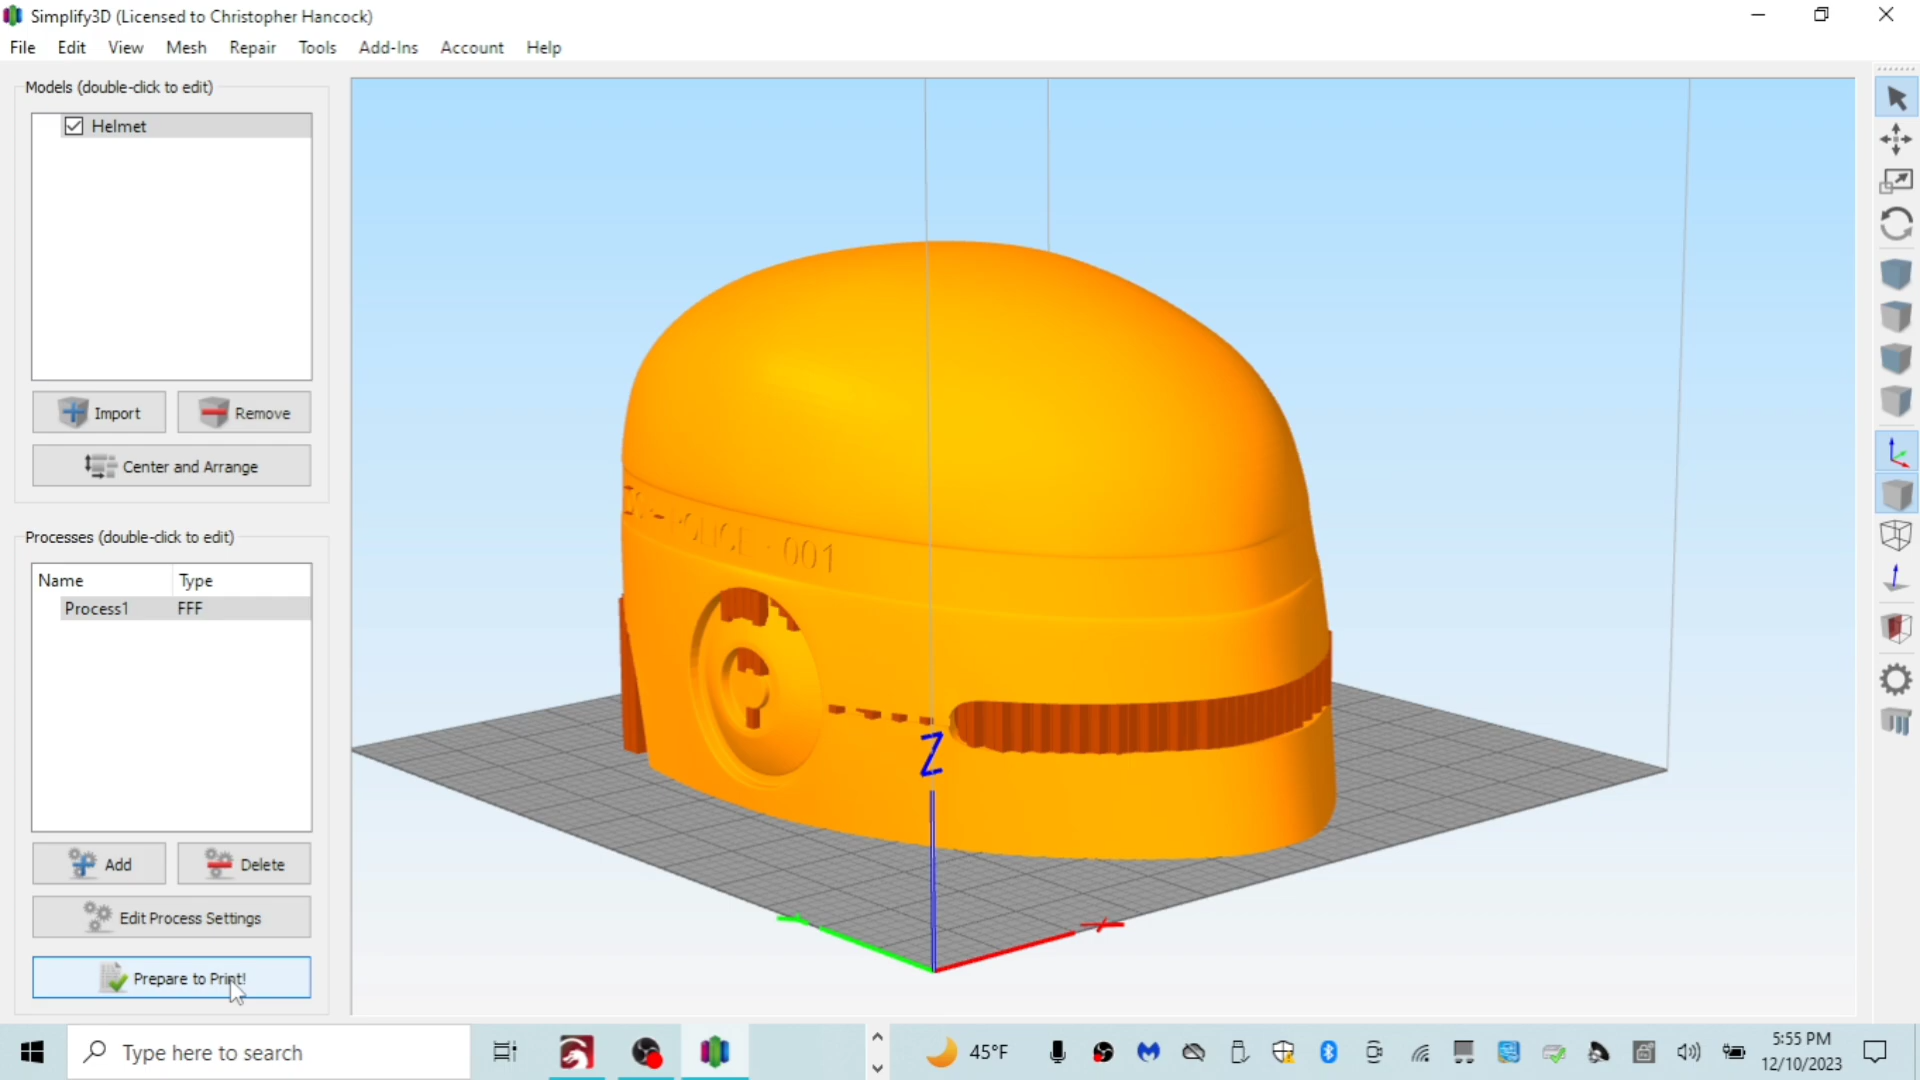 Simplify3D (Licensed to Christopher Hancock)
File Edit View Mesh Repair Tools Add-Ins Account Help
Models (double-click to edit)
Helmet
Import Remove
Center and Arrange
Processes (double-click to edit)
Name Type
Process1 FFF
Add Delete
Edit Process Settings
Prepare to Print!
001
Z
Type here to search
45°F
5:55 PM
12/10/2023